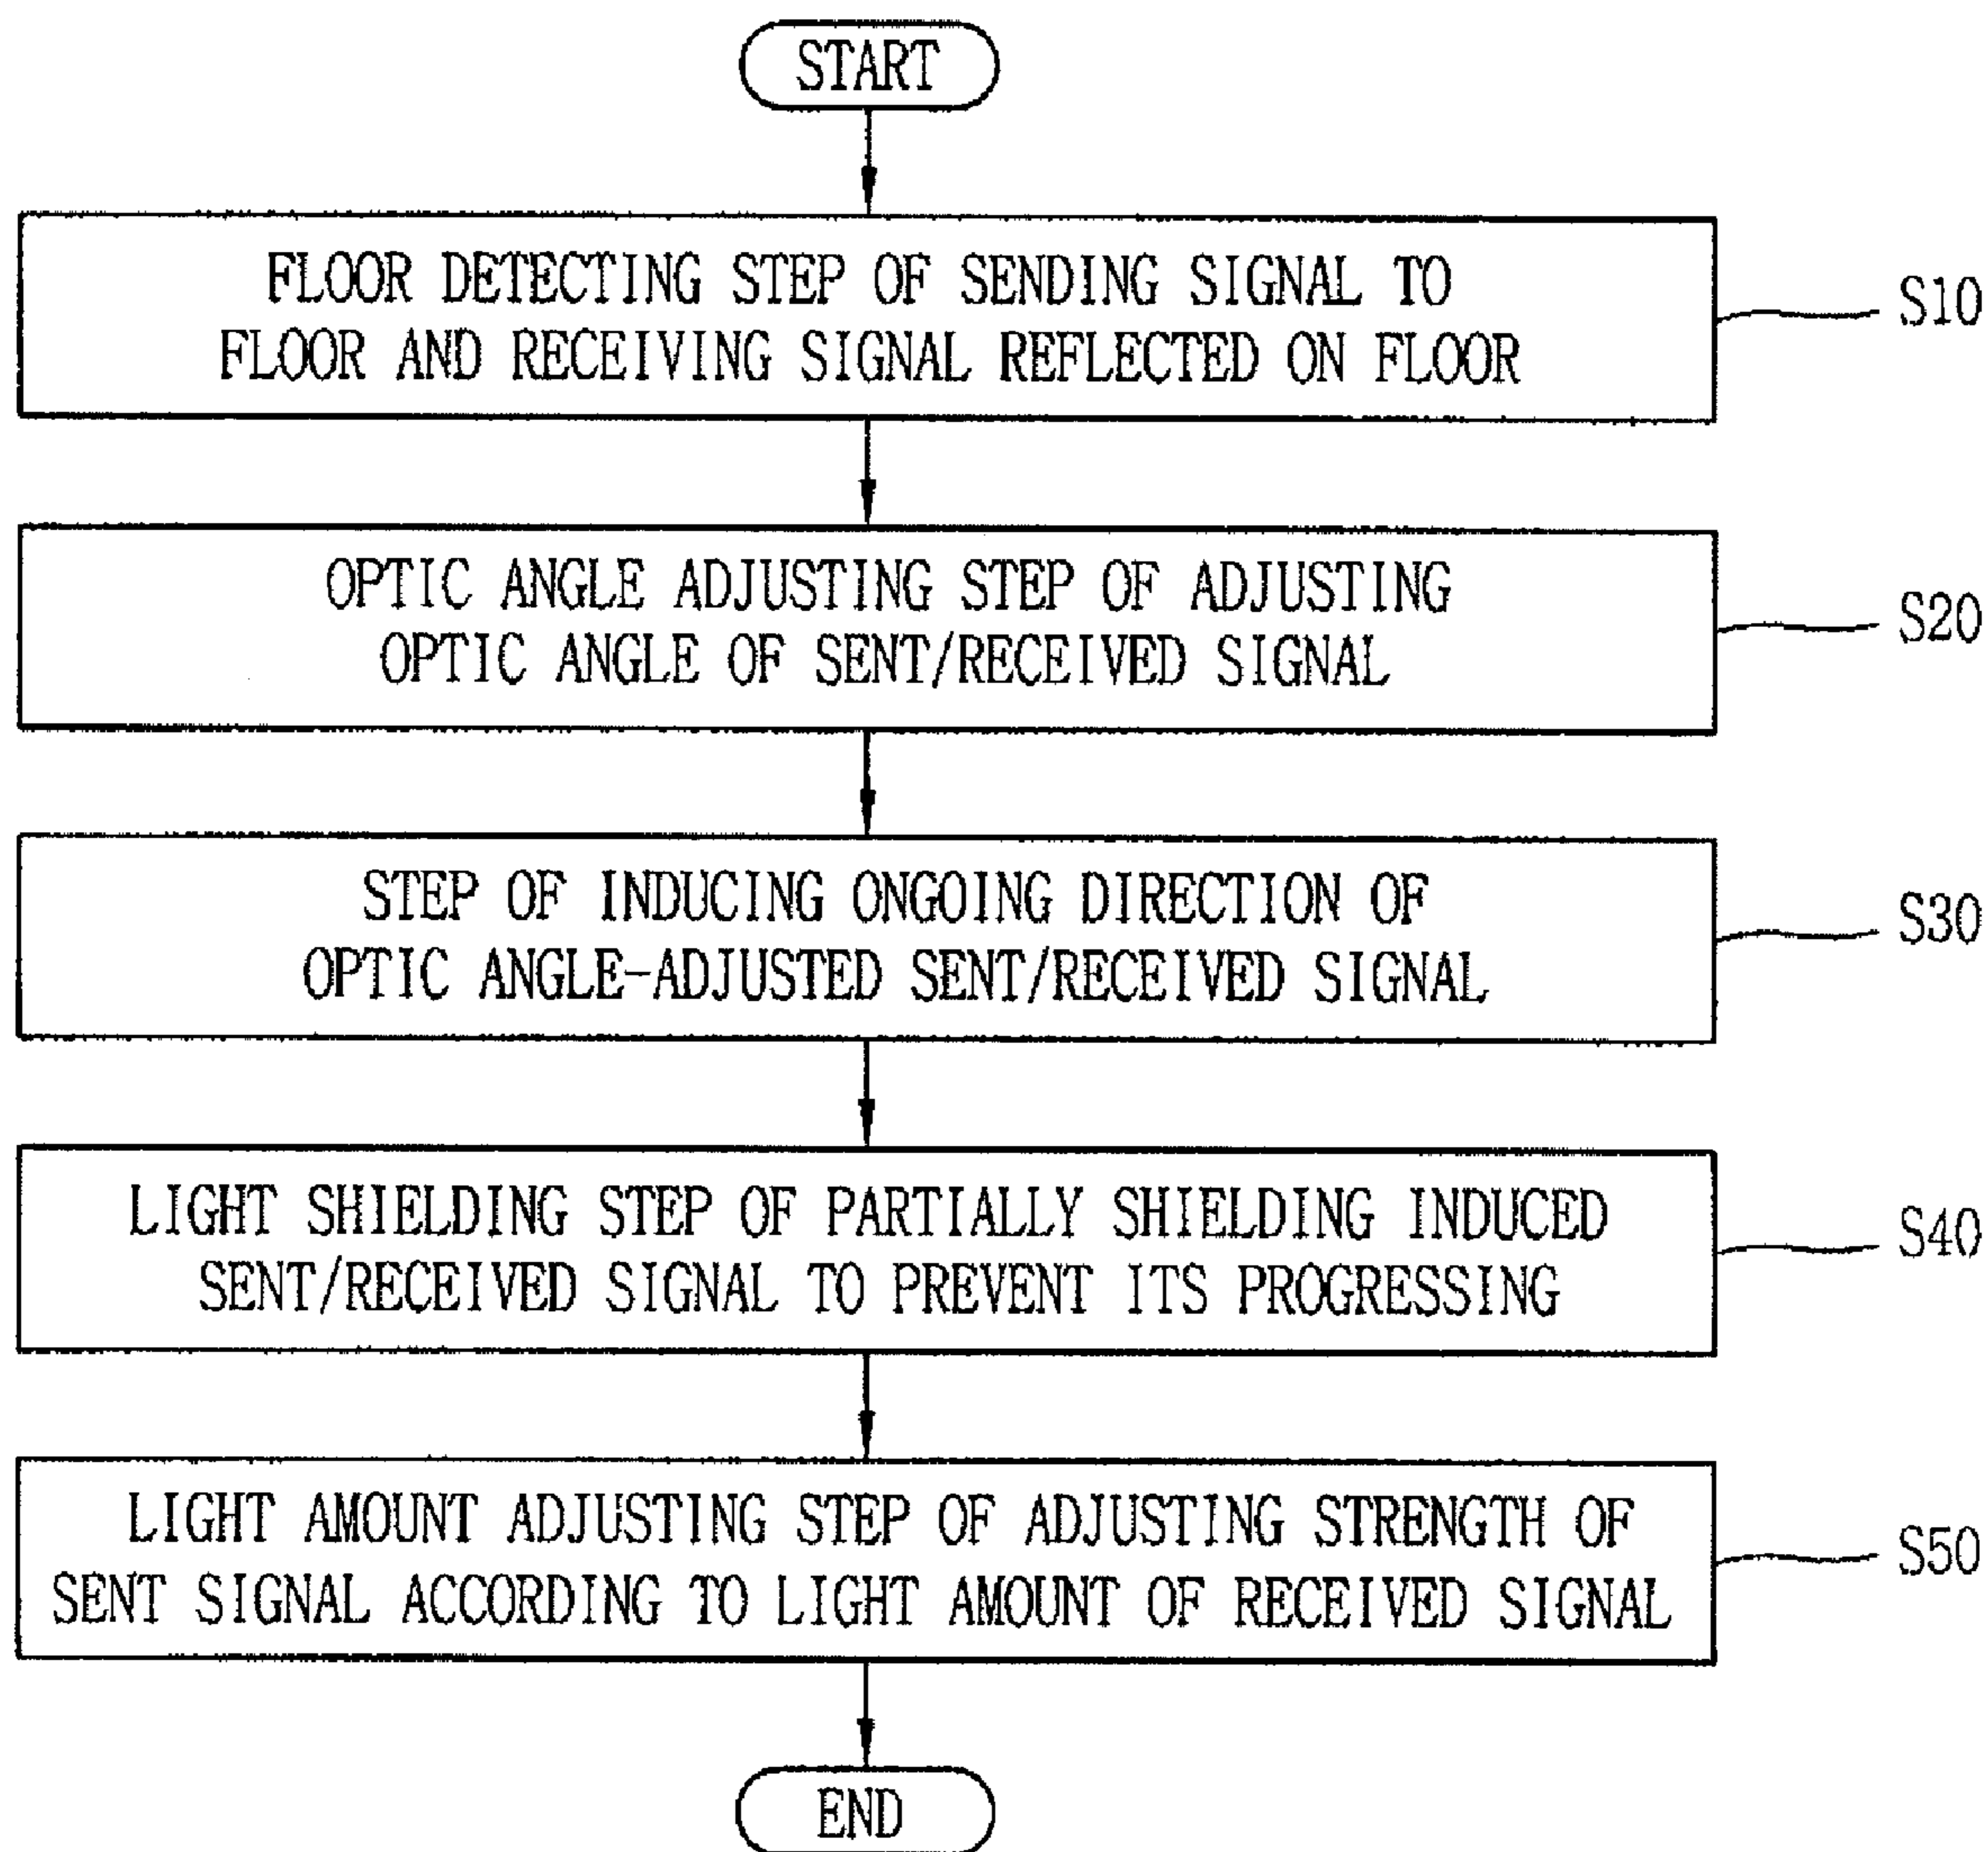 START
FLOOR DETECTING STEP OF SENDING SIGNAL TO
FLOOR AND RECEIVING SIGNAL REFLECTED ON FLOOR
S10
OPTIC ANGLE ADJUSTING STEP OF ADJUSTING
OPTIC ANGLE OF SENT/RECEIVED SIGNAL
S20
STEP OF INDUCING ONGOING DIRECTION OF
OPTIC ANGLE-ADJUSTED SENT/RECEIVED SIGNAL
S30
LIGHT SHIELDING STEP OF PARTIALLY SHIELDING INDUCED
SENT/RECEIVED SIGNAL TO PREVENT ITS PROGRESSING
S40
LIGHT AMOUNT ADJUSTING STEP OF ADJUSTING STRENGTH OF
SENT SIGNAL ACCORDING TO LIGHT AMOUNT OF RECEIVED SIGNAL
S50
END